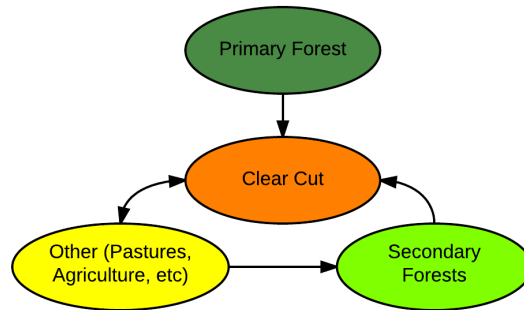 Primary Forest
Clear Cut
Other (Pastures,
Agriculture, etc)
Secondary
Forests